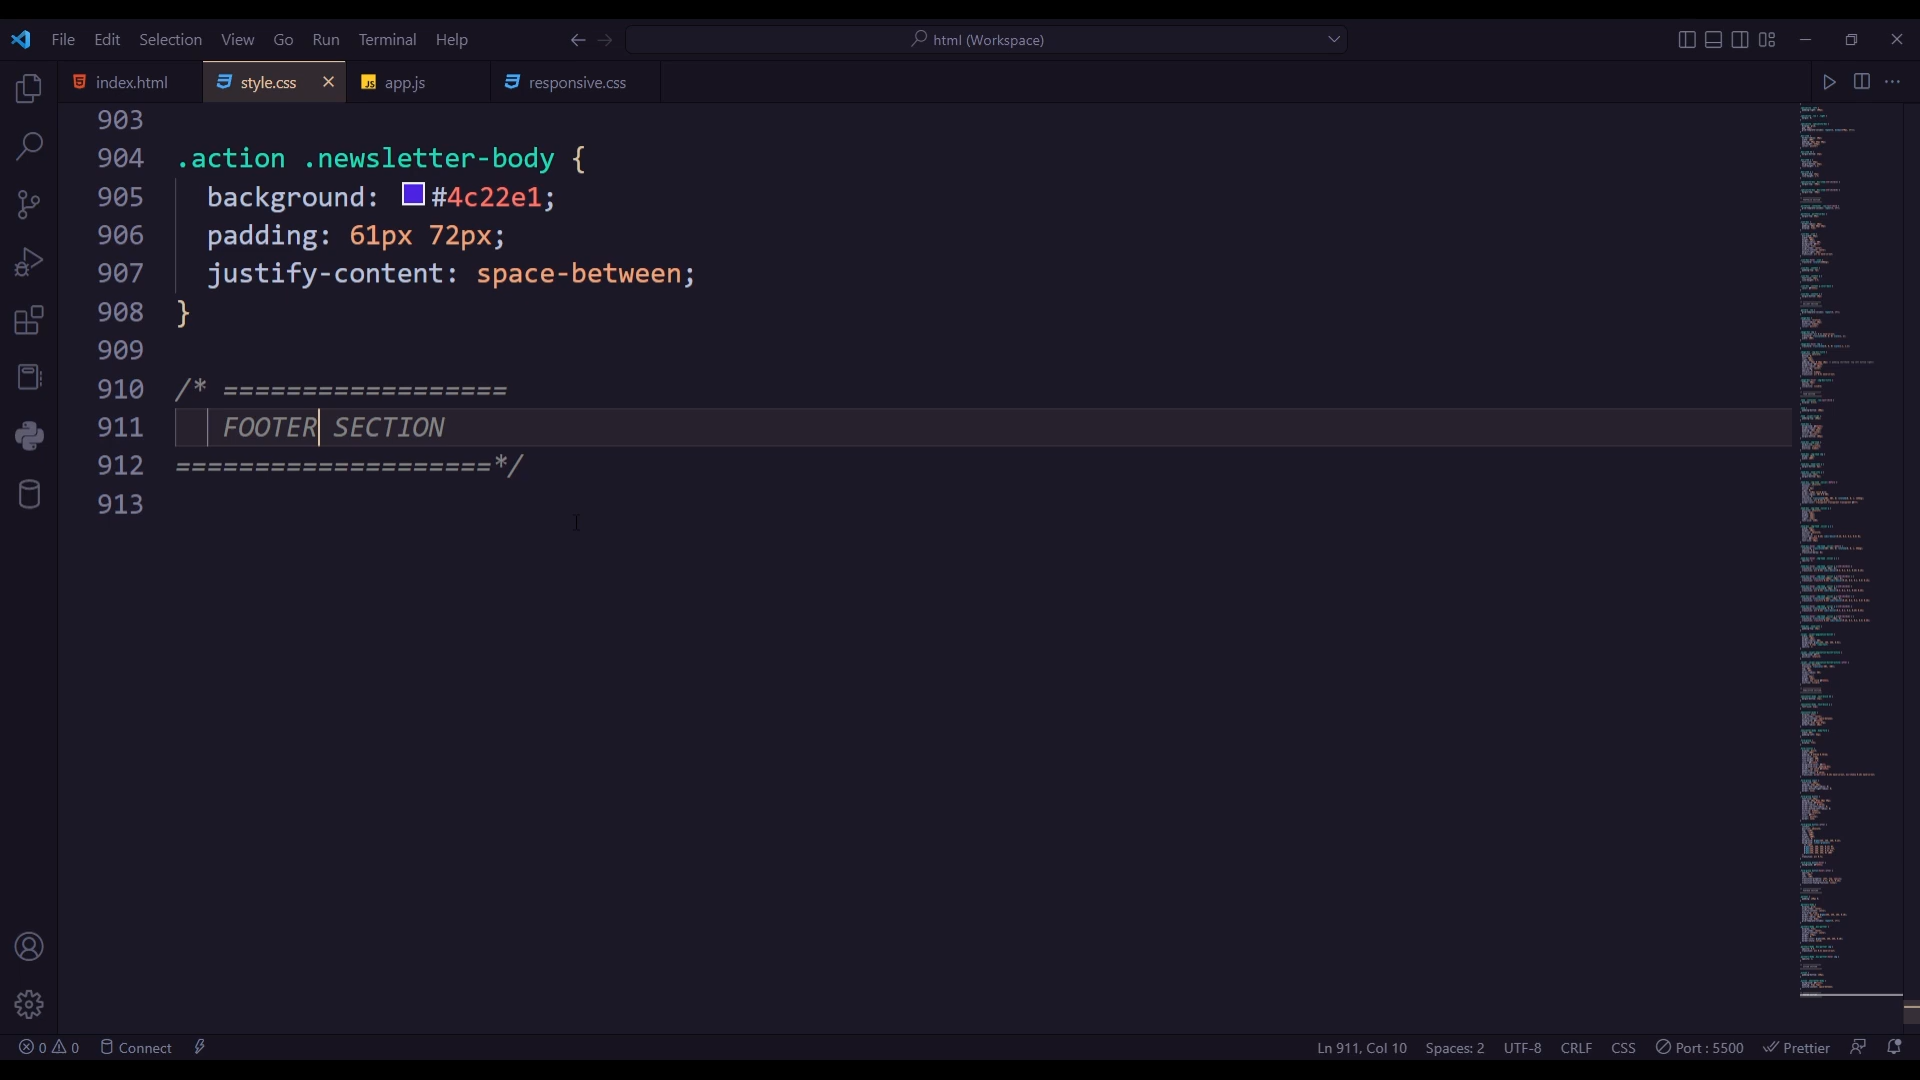 File Edit Selection View Go Run Terminal Help
html (Workspace)
index.html
style.css
JS app.js
responsive.css
903
904 .action .newsletter-body {
905 background: #4c22e1;
906 padding: 61px 72px;
907 justify-content: space-between;
908 }
909
910 /* ==================
911 FOOTER SECTION
912 ====================*/
913
0 0 Connect
Ln 911, Col 10 Spaces: 2 UTF-8 CRLF CSS Port : 5500 Prettier